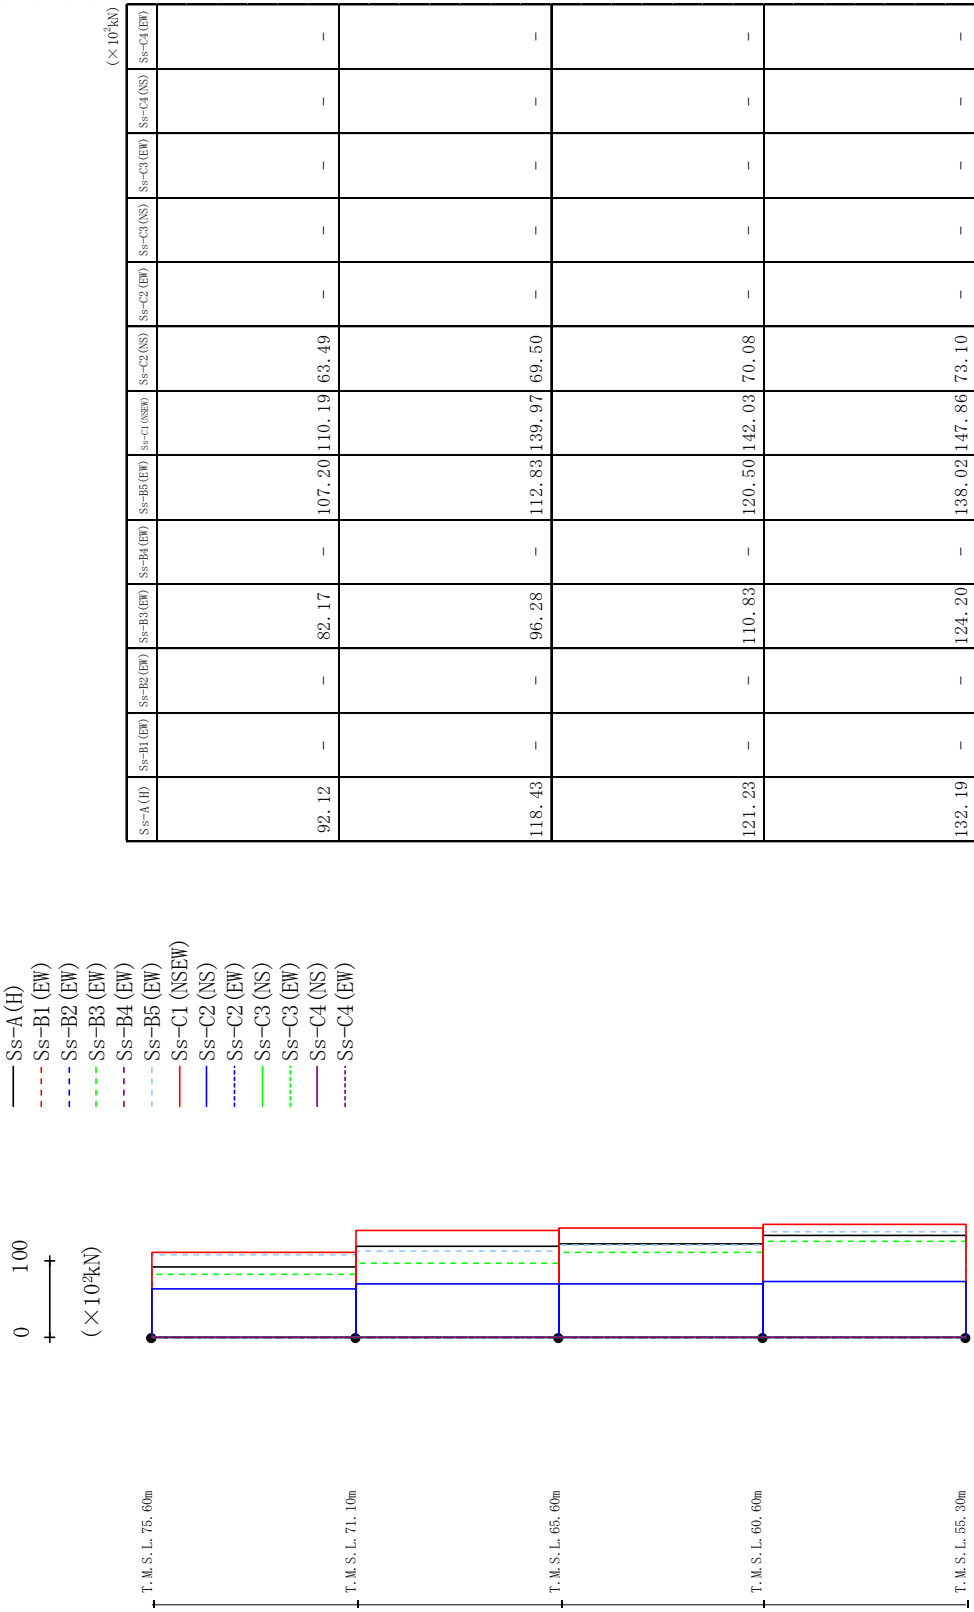 T.M.S.L. 75.60m
T.M.S.L. 71.10m
T.M.S.L. 65.60m
T.M.S.L. 60.60m
T.M.S.L. 55.30m
0 100
(×10²kN)
Ss-A(H)
Ss-B1(EW)
Ss-B2(EW)
Ss-B3(EW)
Ss-B4(EW)
Ss-B5(EW)
Ss-C1(NSEW)
Ss-C2(NS)
Ss-C2(EW)
Ss-C3(NS)
Ss-C3(EW)
Ss-C4(NS)
Ss-C4(EW)
(×10²kN)
Ss-A(H) Ss-B1(EW) Ss-B2(EW) Ss-B3(EW) Ss-B4(EW) Ss-B5(EW) Ss-C1(NSEW) Ss-C2(NS) Ss-C2(EW) Ss-C3(NS) Ss-C3(EW) Ss-C4(NS) Ss-C4(EW)
92.12 - - 82.17 - 107.20 110.19 63.49 - - - - -
118.43 - - 96.28 - 112.83 139.97 69.50 - - - - -
121.23 - - 110.83 - 120.50 142.03 70.08 - - - - -
132.19 - - 124.20 - 138.02 147.86 73.10 - - - - -